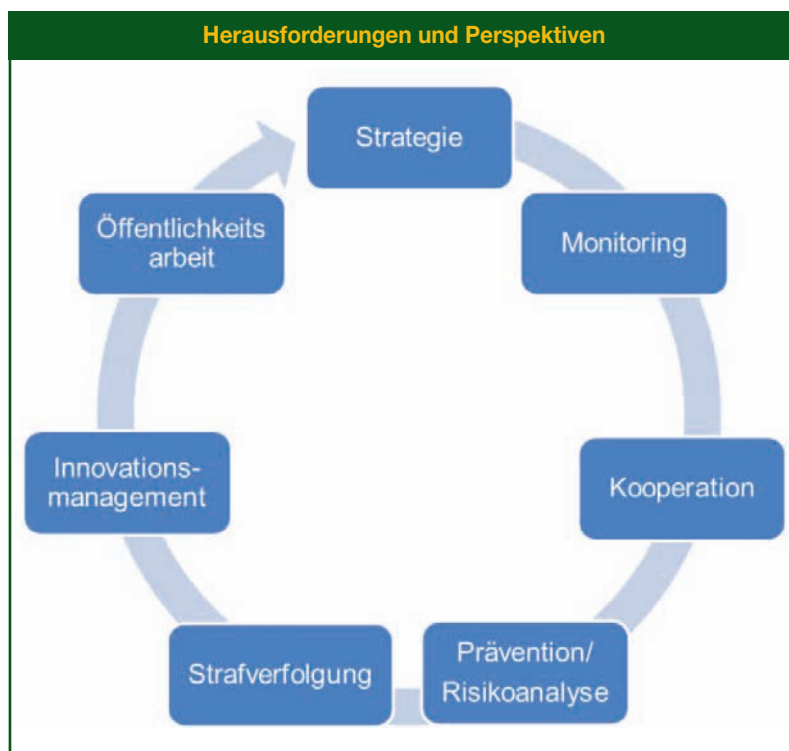 Herausforderungen und Perspektiven
Strategie
Monitoring
Kooperation
Prävention/
Risikoanalyse
Strafverfolgung
Innovations-
management
Öffentlichkeits
arbeit